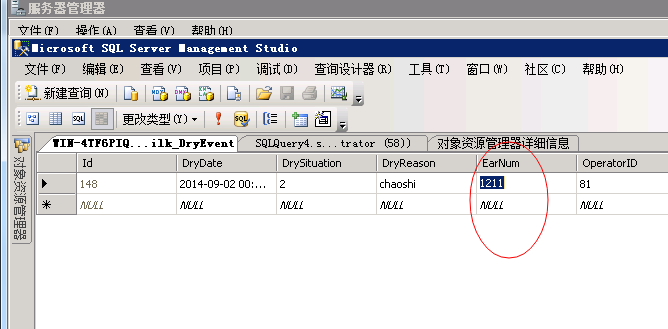 服务器管理器
文件(F) 操作(A) 查看(V) 帮助(H)
Microsoft SQL Server Management Studio
文件(F) 编辑(E) 查看(V) 项目(P) 调试(D) 查询设计器(R) 工具(T) 窗口(W) 社区(C) 帮助(H)
新建查询(N) MDX DMX XMLA
SQL 更改类型(Y) SQL
WIN-4TF6PIQ...ilk_DryEvent SQLQuery4.s...trator (58)) 对象资源管理器详细信息
对象资源管理器
Id DryDate DrySituation DryReason EarNum OperatorID
148 2014-09-02 00:... 2 chaoshi 1211 81
NULL NULL NULL NULL NULL NULL